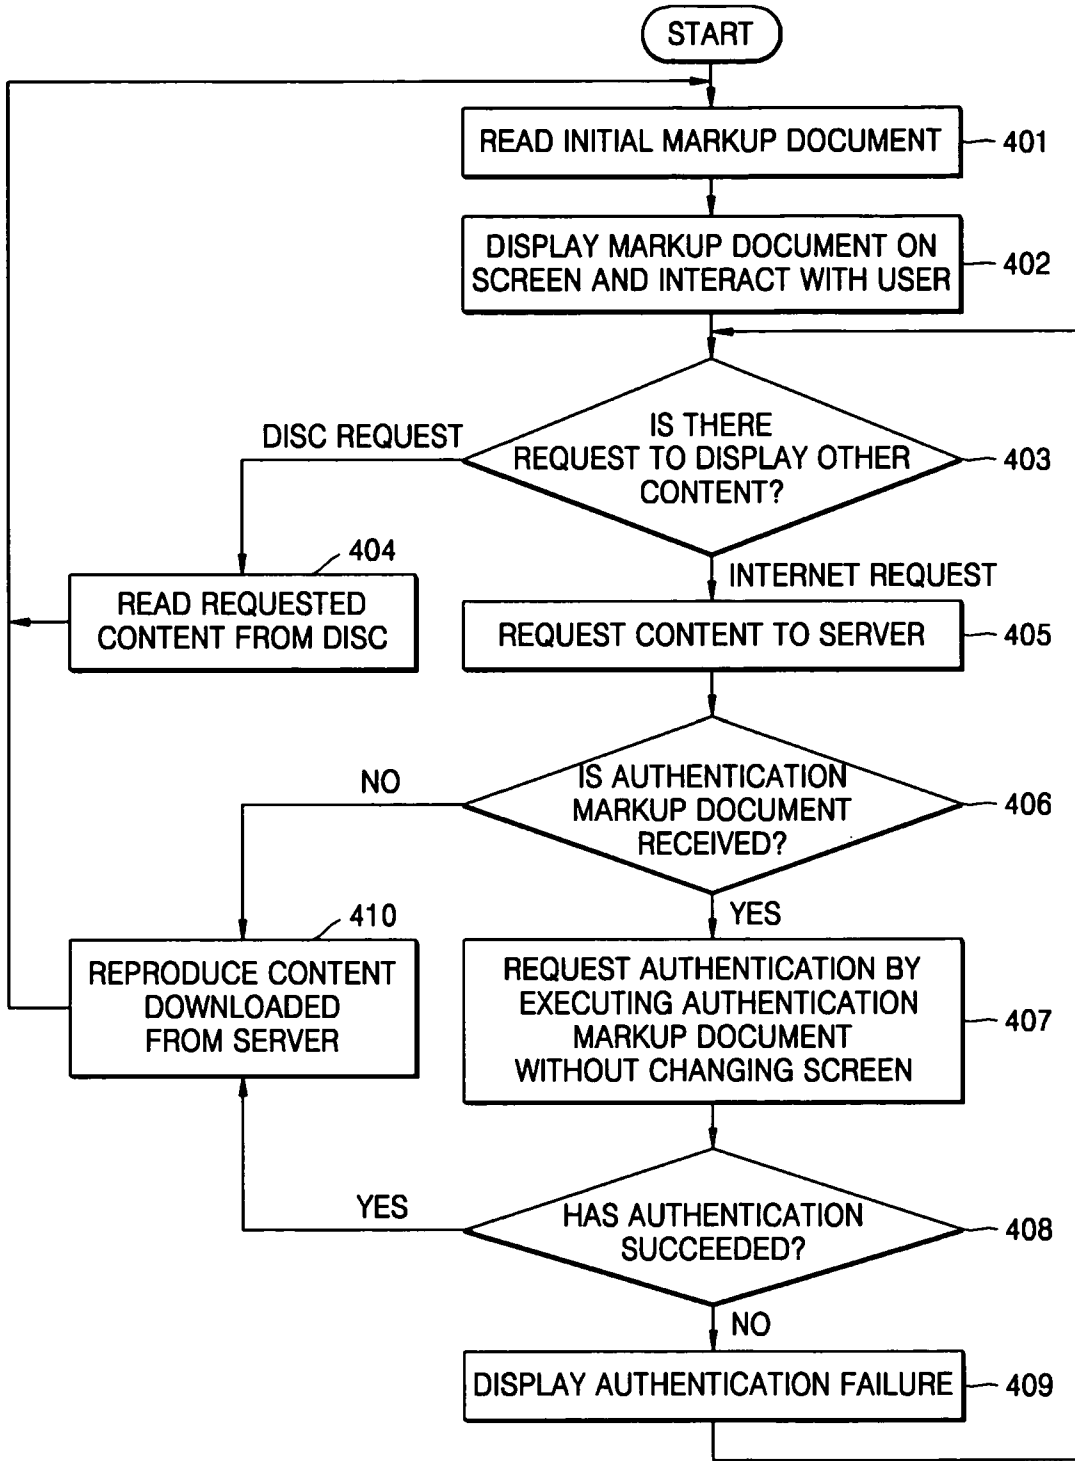 START
READ INITIAL MARKUP DOCUMENT
401
DISPLAY MARKUP DOCUMENT ON
SCREEN AND INTERACT WITH USER
402
IS THERE
REQUEST TO DISPLAY OTHER
CONTENT?
403
DISC REQUEST
404
READ REQUESTED
CONTENT FROM DISC
INTERNET REQUEST
REQUEST CONTENT TO SERVER
405
IS AUTHENTICATION
MARKUP DOCUMENT
RECEIVED?
406
NO
YES
410
REPRODUCE CONTENT
DOWNLOADED
FROM SERVER
REQUEST AUTHENTICATION BY
EXECUTING AUTHENTICATION
MARKUP DOCUMENT
WITHOUT CHANGING SCREEN
407
HAS AUTHENTICATION
SUCCEEDED?
408
YES
NO
DISPLAY AUTHENTICATION FAILURE
409